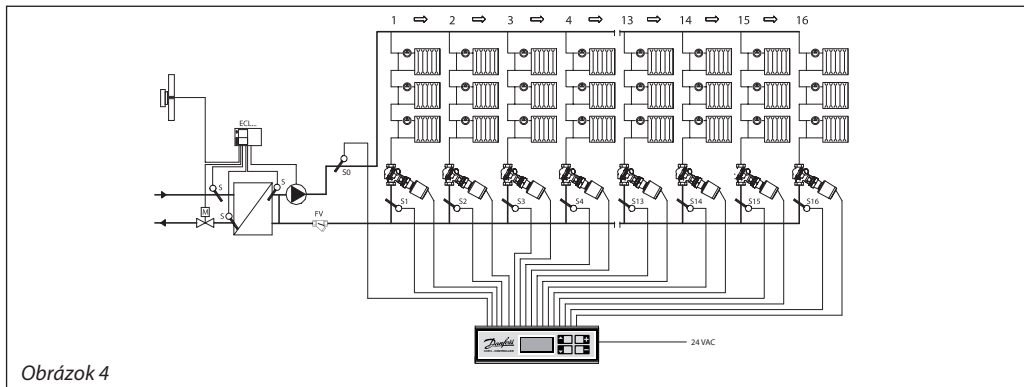 1 ⇨ 2 ⇨ 3 ⇨ 4 ⇨ 13 ⇨ 14 ⇨ 15 ⇨ 16
ECL...
S0
S
S
M
S
FV
S1
S2
S3
S4
S13
S14
S15
S16
Danfoss
24 VAC
Obrázok 4